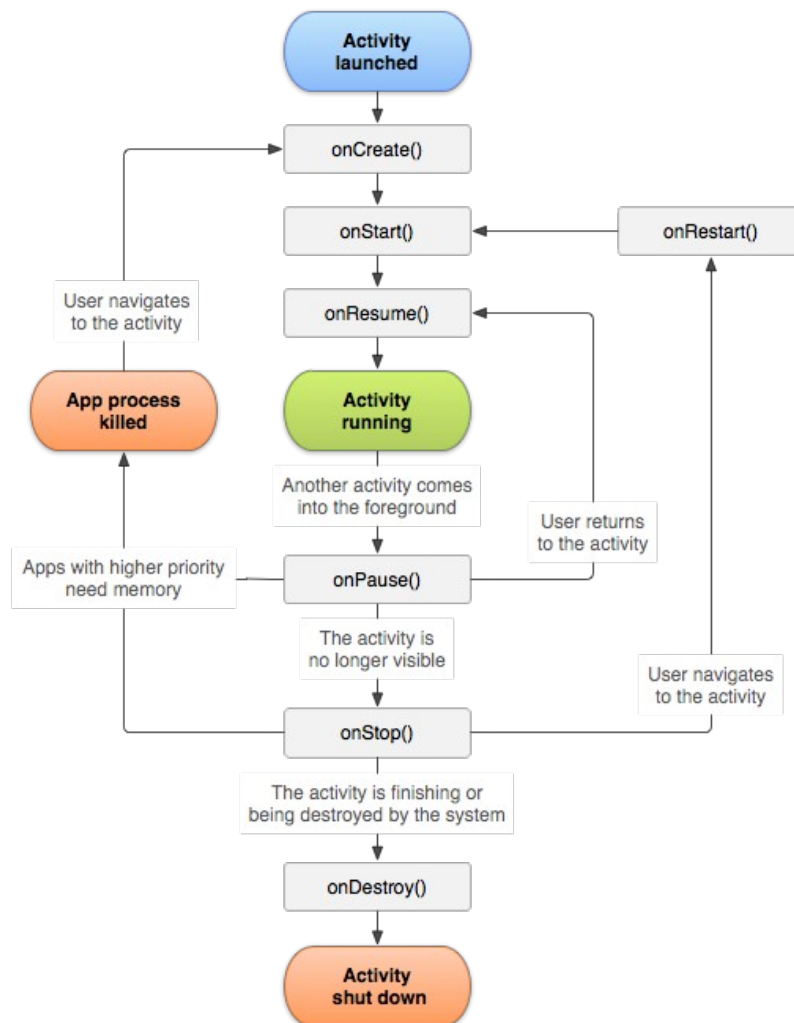 Activity
launched
onCreate()
onStart()
onRestart()
User navigates
to the activity
onResume()
App process
killed
Activity
running
Another activity comes
into the foreground
User returns
to the activity
Apps with higher priority
need memory
onPause()
The activity is
no longer visible
User navigates
to the activity
onStop()
The activity is finishing or
being destroyed by the system
onDestroy()
Activity
shut down